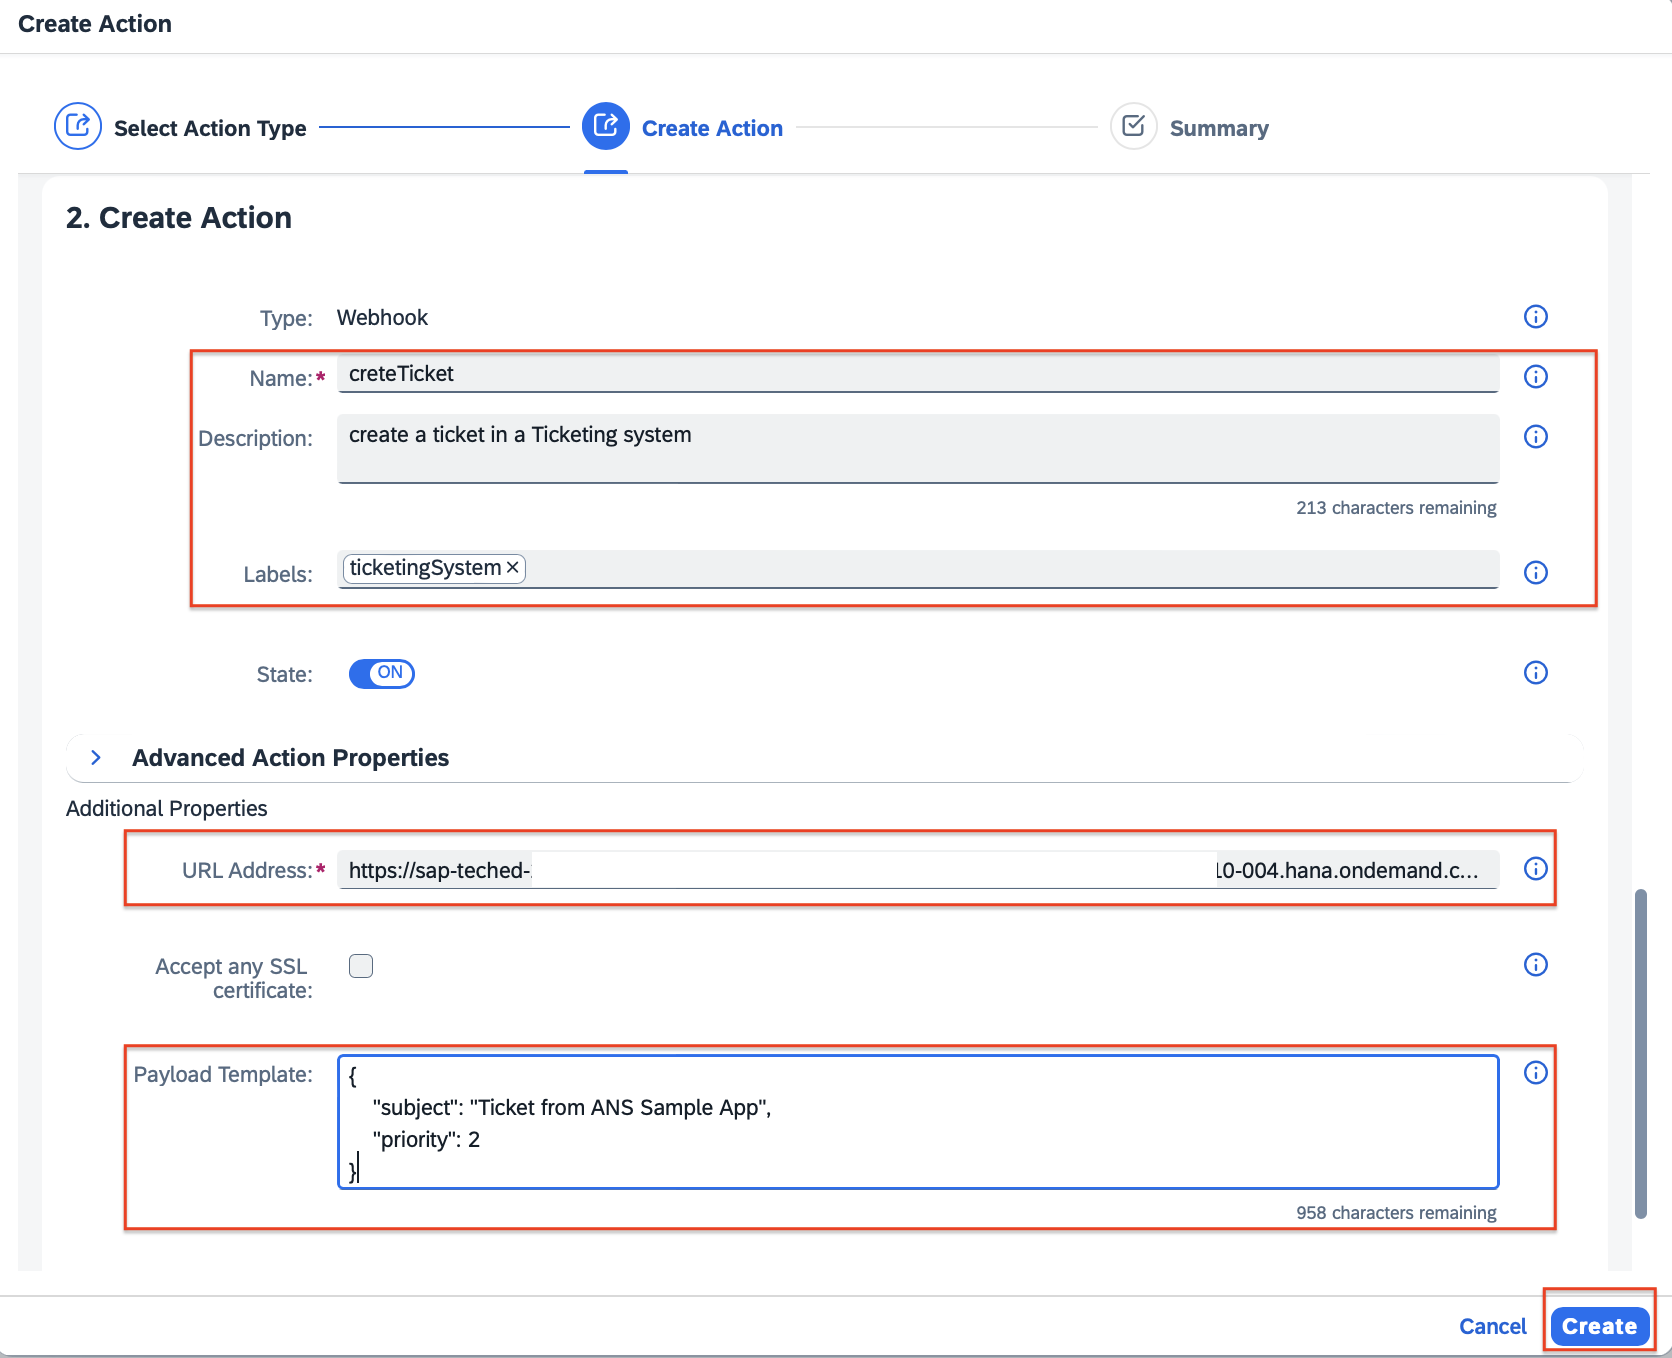 Create Action
Select Action Type
Create Action
Summary
2. Create Action
Type: Webhook
Name:* creteTicket
Description: create a ticket in a Ticketing system
213 characters remaining
Labels: ticketingSystem ×
State: ON
Advanced Action Properties
Additional Properties
URL Address:* https://sap-teched- 10-004.hana.ondemand.c...
Accept any SSL
certificate:
Payload Template: {
"subject": "Ticket from ANS Sample App",
"priority": 2
}
958 characters remaining
Cancel Create